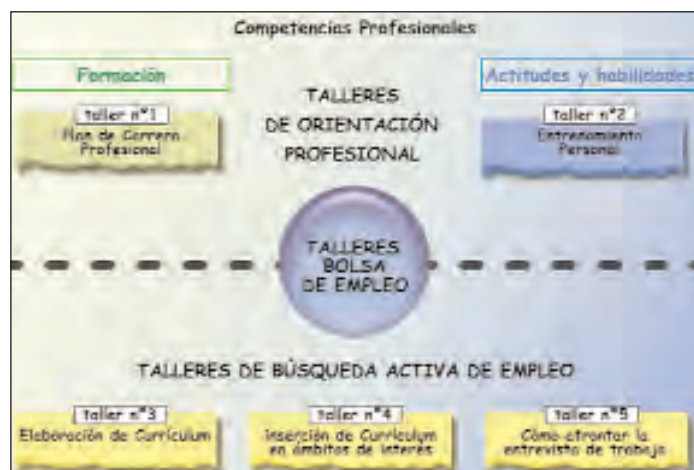 Competencias Profesionales
Formación
Actitudes y habilidades
TALLERES
DE ORIENTACIÓN
PROFESIONAL
taller nº1
Plan de Carrera
Profesional
taller nº2
Entrenamiento
Personal
TALLERES
BOLSA
DE EMPLEO
TALLERES DE BÚSQUEDA ACTIVA DE EMPLEO
taller nº3
Elaboración de Currículum
taller nº4
Inserción de Currículum
en ámbitos de interés
taller nº5
Cómo afrontar la
entrevista de trabajo